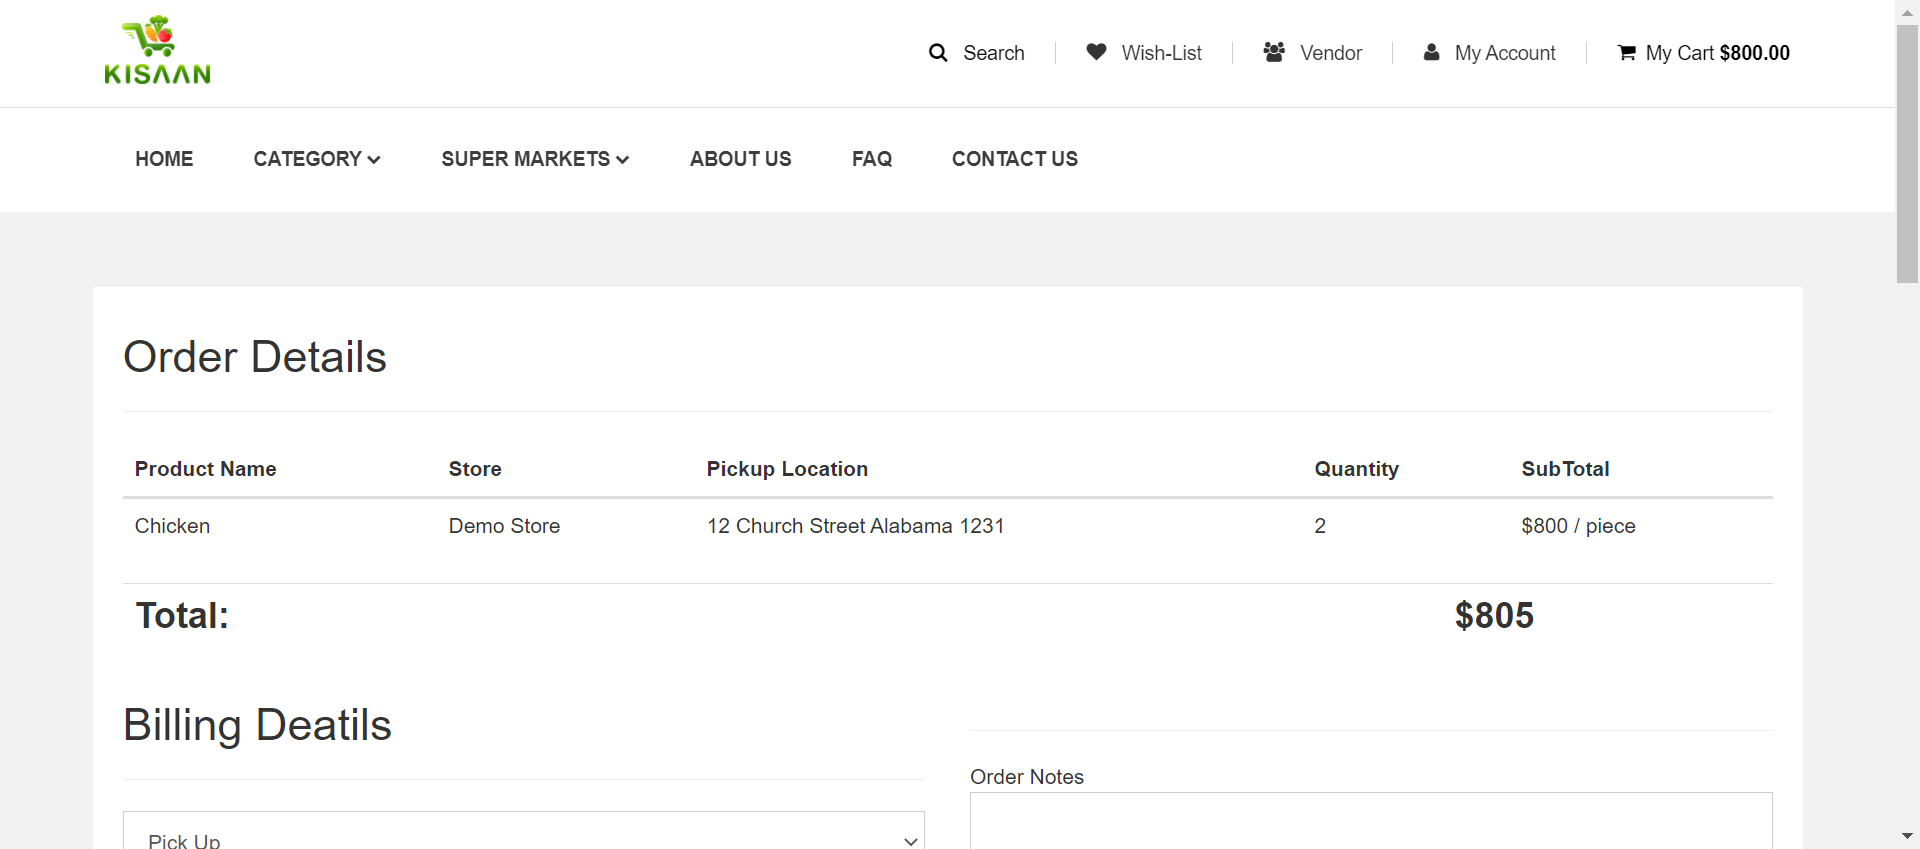 KISAAN
Search Wish-List Vendor My Account My Cart $800.00
HOME CATEGORY SUPER MARKETS ABOUT US FAQ CONTACT US
Order Details
Product Name Store Pickup Location Quantity SubTotal
Chicken Demo Store 12 Church Street Alabama 1231 2 $800 / piece
Total: $805
Billing Deatils
Order Notes
Pick Up